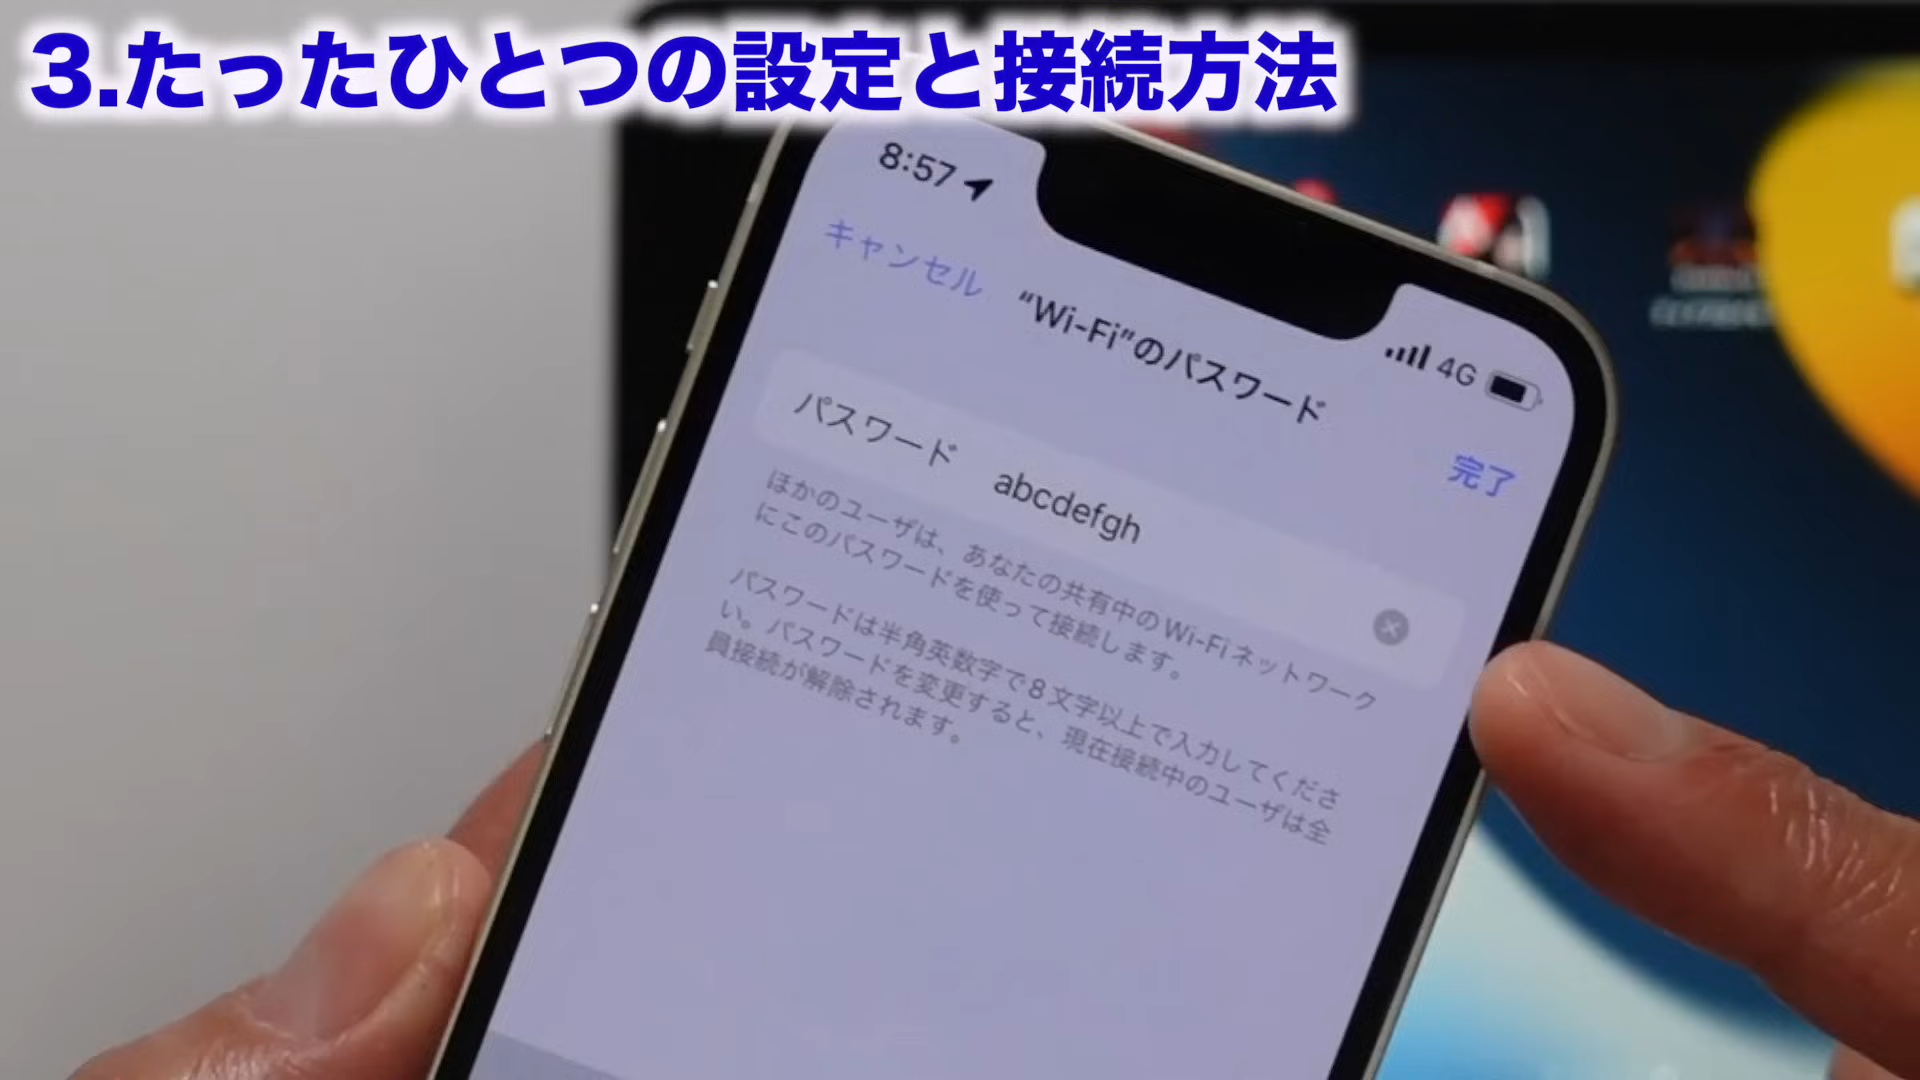 3.たったひとつの設定と接続方法
8:57
4G
キャンセル
“Wi-Fi”のパスワード
完了
パスワード abcdefgh
ほかのユーザは、あなたの共有中のWi-Fiネットワーク
にこのパスワードを使って接続します。
パスワードは半角英数字で8文字以上で入力してくださ
い。パスワードを変更すると、現在接続中のユーザは全
員接続が解除されます。